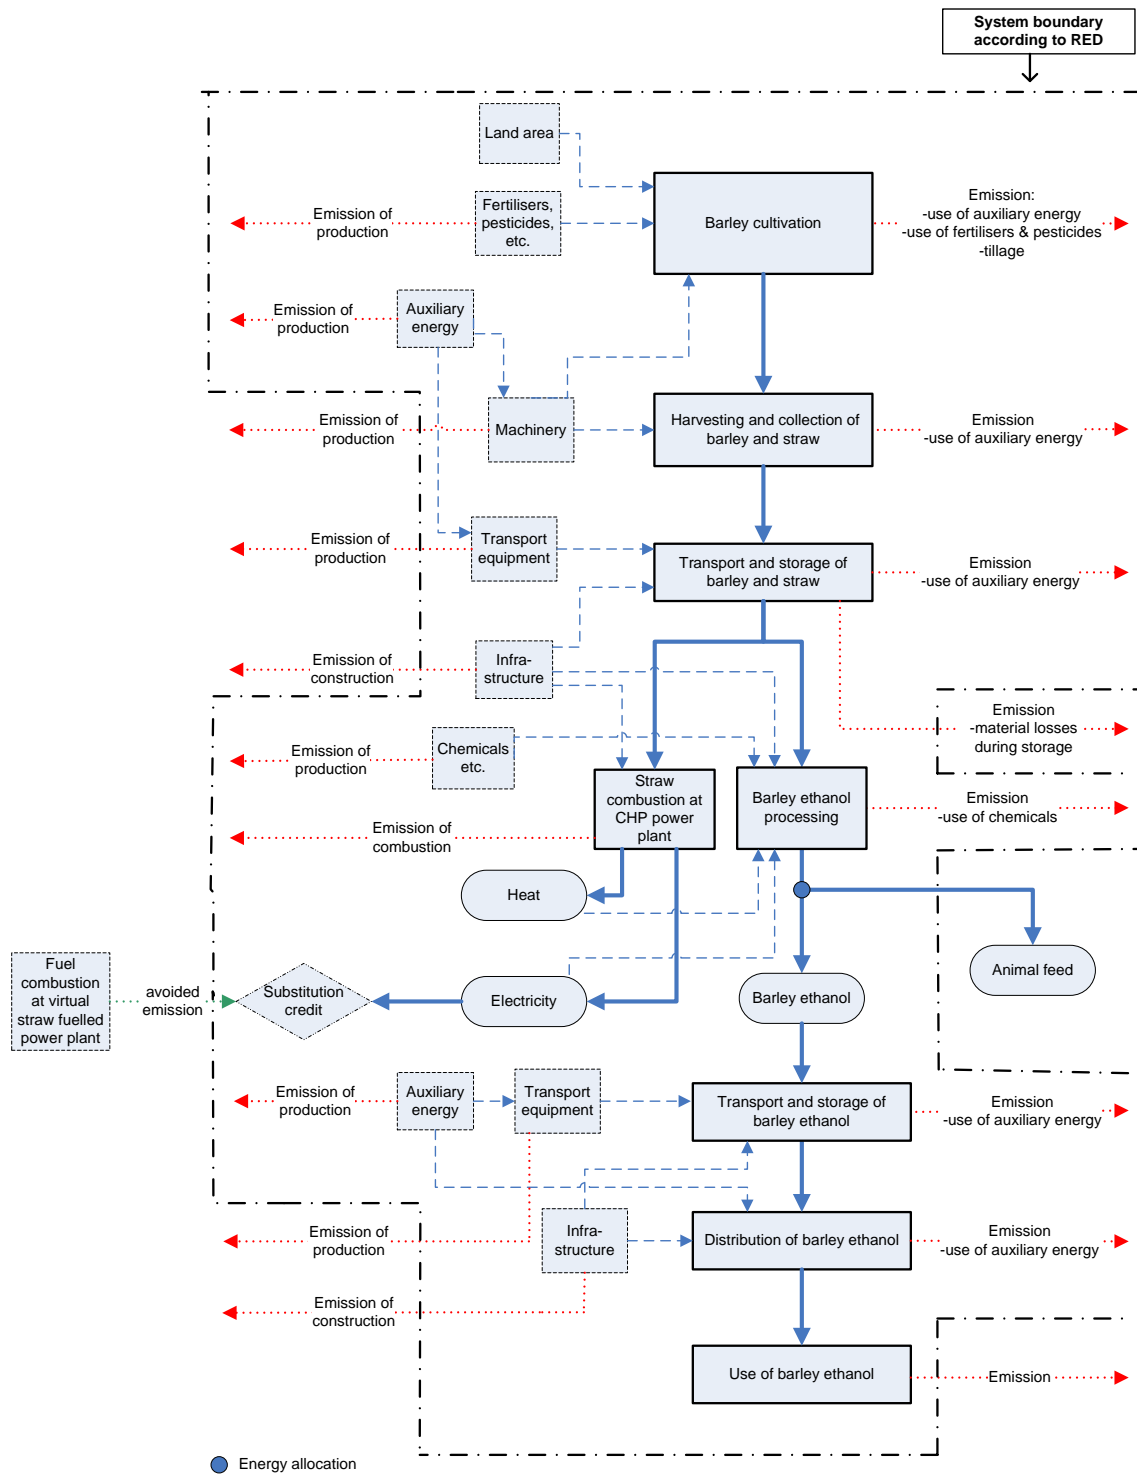 System boundary
according to RED
Land area
Emission of
production
Fertilisers,
pesticides,
etc.
Barley cultivation
Emission:
-use of auxiliary energy
-use of fertilisers & pesticides
-tillage
Emission of
production
Auxiliary
energy
Emission of
production
Machinery
Harvesting and collection of
barley and straw
Emission
-use of auxiliary energy
Emission of
production
Transport
equipment
Transport and storage of
barley and straw
Emission
-use of auxiliary energy
Emission of
construction
Infra-
structure
Emission
-material losses
during storage
Emission of
production
Chemicals
etc.
Straw
combustion at
CHP power
plant
Barley ethanol
processing
Emission
-use of chemicals
Emission of
combustion
Heat
Fuel
combustion
at virtual
straw fuelled
power plant
avoided
emission
Substitution
credit
Electricity
Barley ethanol
Animal feed
Emission of
production
Auxiliary
energy
Transport
equipment
Transport and storage of
barley ethanol
Emission
-use of auxiliary energy
Emission of
production
Infra-
structure
Distribution of barley ethanol
Emission
-use of auxiliary energy
Emission of
construction
Use of barley ethanol
Emission
Energy allocation